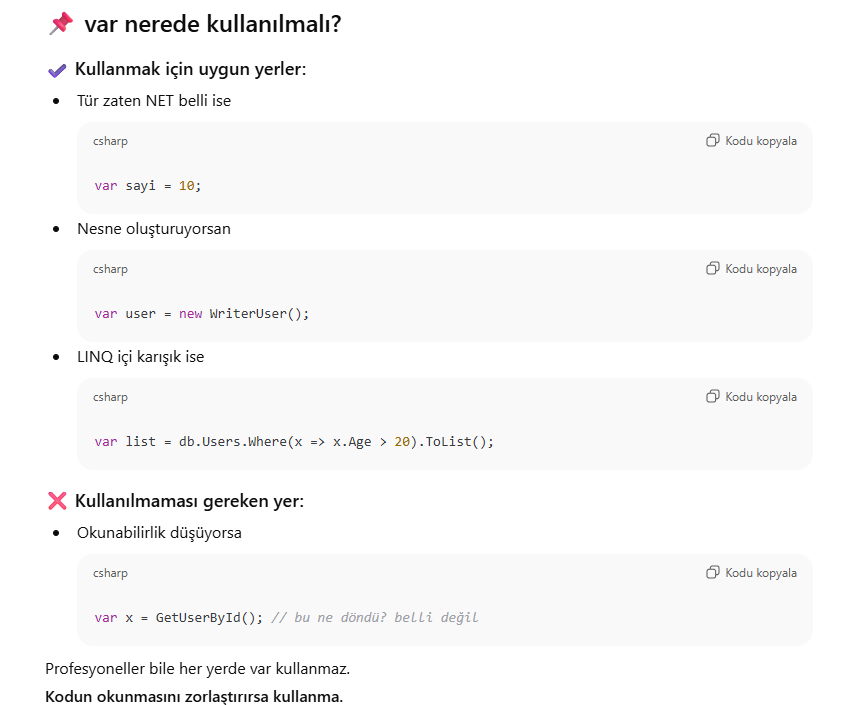 📌 var nerede kullanılmalı?
✔ Kullanmak için uygun yerler:
• Tür zaten NET belli ise
csharp Kodu kopyala
var sayi = 10;
• Nesne oluşturuyorsan
csharp Kodu kopyala
var user = new WriterUser();
• LINQ içi karışık ise
csharp Kodu kopyala
var list = db.Users.Where(x => x.Age > 20).ToList();
❌ Kullanılmaması gereken yer:
• Okunabilirlik düşüyorsa
csharp Kodu kopyala
var x = GetUserById(); // bu ne döndü? belli değil
Profesyoneller bile her yerde var kullanmaz.
Kodun okunmasını zorlaştırırsa kullanma.